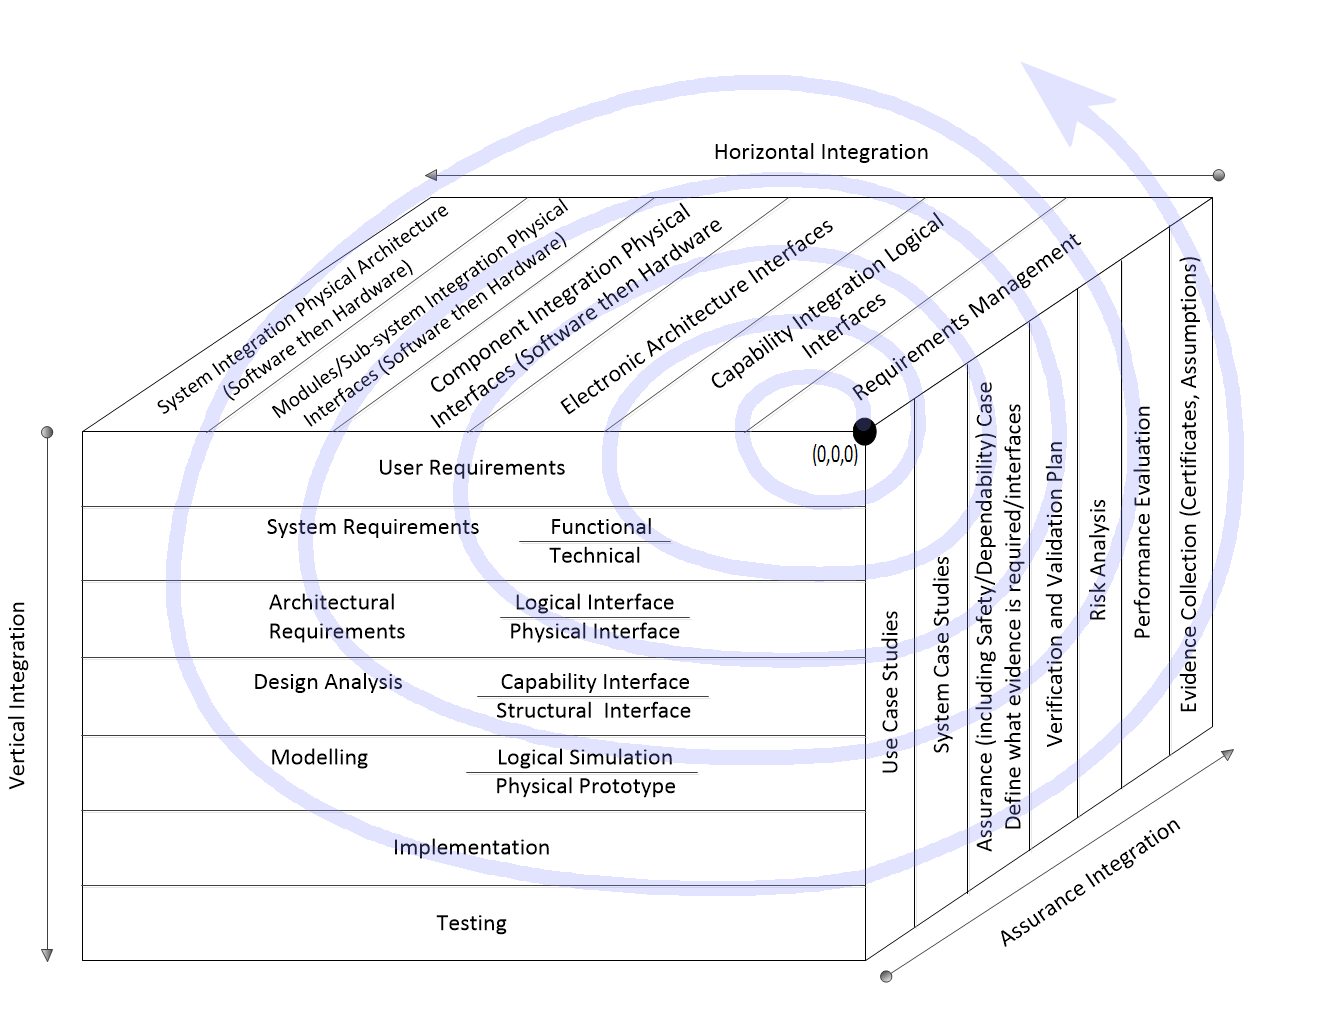 Horizontal Integration
System Integration Physical Architecture
(Software then Hardware)
Modules/Sub-system Integration Physical
Interfaces (Software then Hardware)
Component Integration Physical
Interfaces (Software then Hardware
Electronic Architecture Interfaces
Capability Integration Logical
Interfaces
Requirements Management
(0,0,0)
User Requirements
System Requirements
Functional
Technical
Architectural
Requirements
Logical Interface
Physical Interface
Design Analysis
Capability Interface
Structural Interface
Modelling
Logical Simulation
Physical Prototype
Implementation
Testing
Vertical Integration
Use Case Studies
System Case Studies
Assurance (including Safety/Dependability) Case
Define what evidence is required/interfaces
Verification and Validation Plan
Risk Analysis
Performance Evaluation
Evidence Collection (Certificates, Assumptions)
Assurance Integration